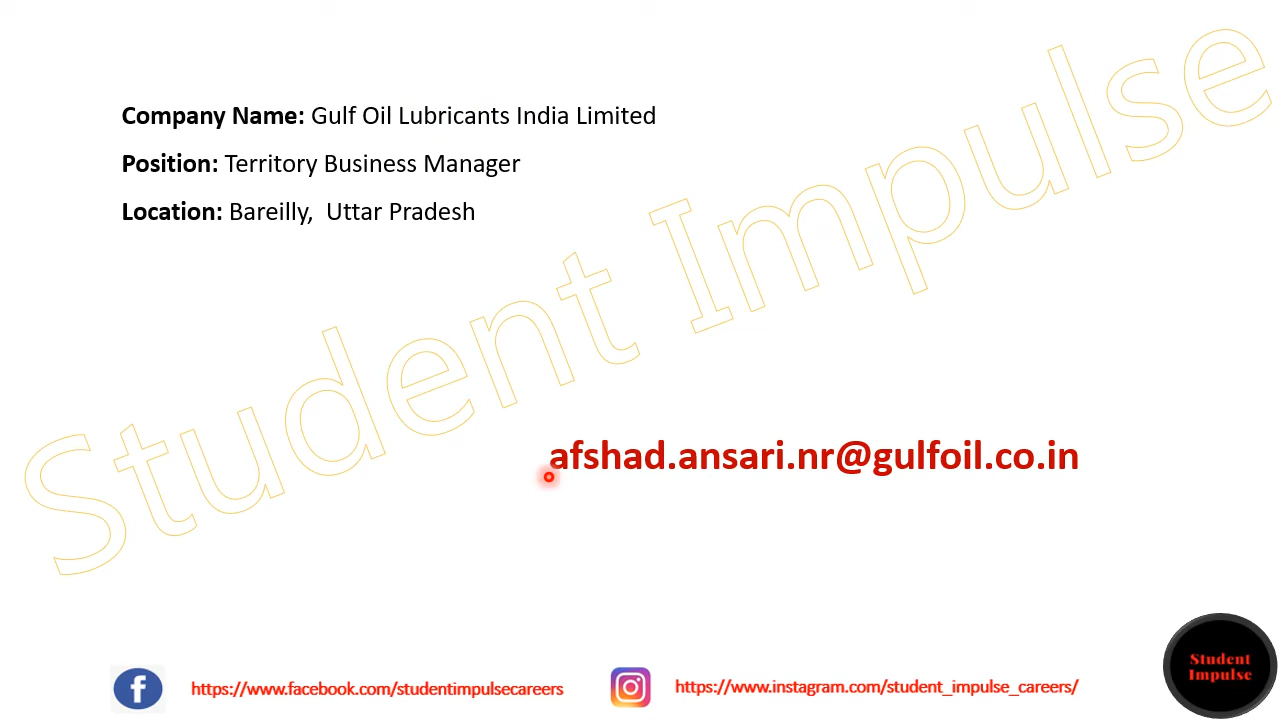 Company Name: Gulf Oil Lubricants India Limited
Position: Territory Business Manager
Location: Bareilly, Uttar Pradesh
Student Impulse
afshad.ansari.nr@gulfoil.co.in
https://www.facebook.com/studentimpulsecareers
https://www.instagram.com/student_impulse_careers/
Student
Impulse